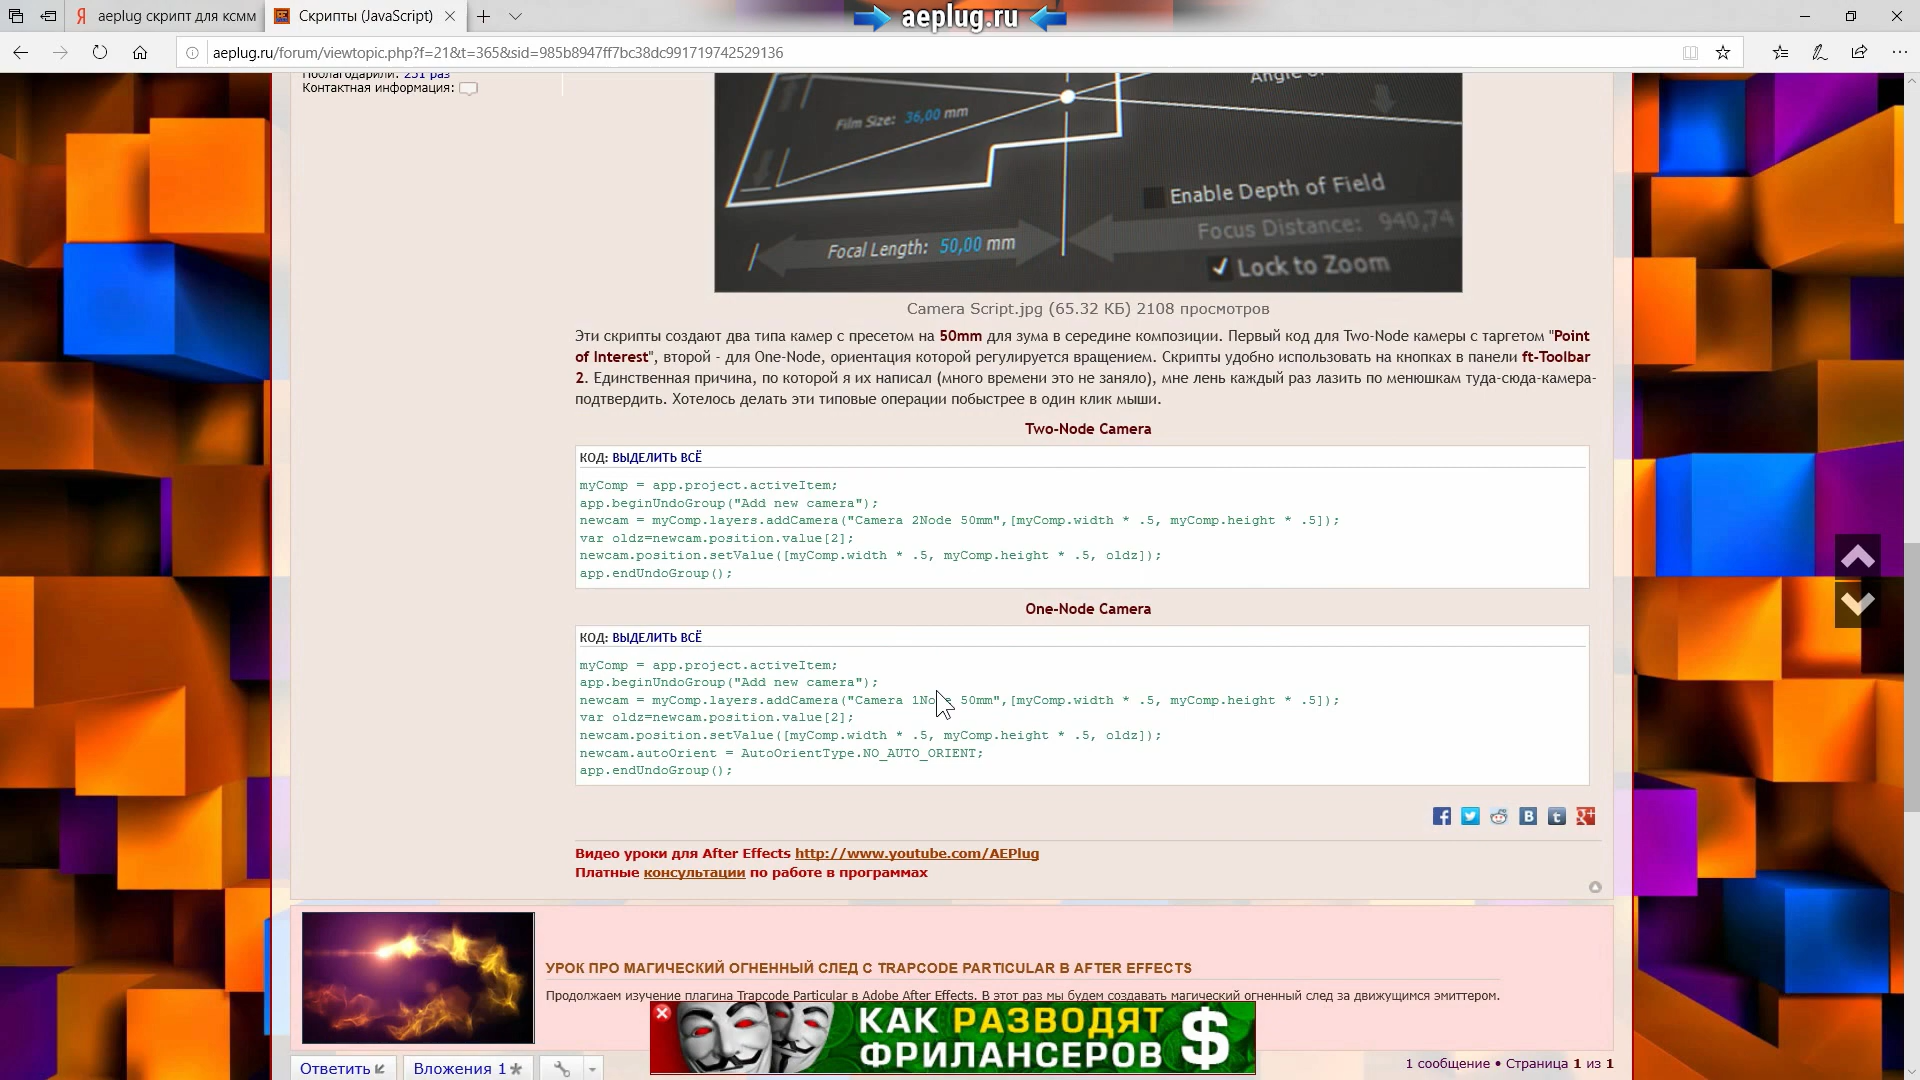 aeplug скрипт для ксмм
Скрипты (JavaScript)
aeplug.ru
aeplug.ru/forum/viewtopic.php?f=21&t=365&sid=985b8947ff7bc38dc991719742529136
Поблагодарили: 251 раз
Контактная информация:
Film Size: 36,00 mm
Enable Depth of Field
Focal Length: 50,00 mm
Focus Distance: 940,74
Lock to Zoom
Camera Script.jpg (65.32 КБ) 2108 просмотров
Эти скрипты создают два типа камер с пресетом на 50mm для зума в середине композиции. Первый код для Two-Node камеры с таргетом "Point
of Interest", второй - для One-Node, ориентация которой регулируется вращением. Скрипты удобно использовать на кнопках в панели ft-Toolbar
2. Единственная причина, по которой я их написал (много времени это не заняло), мне лень каждый раз лазить по менюшкам туда-сюда-камера-
подтвердить. Хотелось делать эти типовые операции побыстрее в один клик мыши.
Two-Node Camera
КОД: ВЫДЕЛИТЬ ВСЁ
myComp = app.project.activeItem;
app.beginUndoGroup("Add new camera");
newcam = myComp.layers.addCamera("Camera 2Node 50mm",[myComp.width * .5, myComp.height * .5]);
var oldz=newcam.position.value[2];
newcam.position.setValue([myComp.width * .5, myComp.height * .5, oldz]);
app.endUndoGroup();
One-Node Camera
КОД: ВЫДЕЛИТЬ ВСЁ
myComp = app.project.activeItem;
app.beginUndoGroup("Add new camera");
newcam = myComp.layers.addCamera("Camera 1Node 50mm",[myComp.width * .5, myComp.height * .5]);
var oldz=newcam.position.value[2];
newcam.position.setValue([myComp.width * .5, myComp.height * .5, oldz]);
newcam.autoOrient = AutoOrientType.NO_AUTO_ORIENT;
app.endUndoGroup();
Видео уроки для After Effects http://www.youtube.com/AEPlug
Платные консультации по работе в программах
УРОК ПРО МАГИЧЕСКИЙ ОГНЕННЫЙ СЛЕД С TRAPCODE PARTICULAR В AFTER EFFECTS
Продолжаем изучение плагина Trapcode Particular в Adobe After Effects. В этот раз мы будем создавать магический огненный след за движущимся эмиттером.
КАК РАЗВОДЯТ
ФРИЛАНСЕРОВ $
Ответить
Вложения 1
1 сообщение • Страница 1 из 1